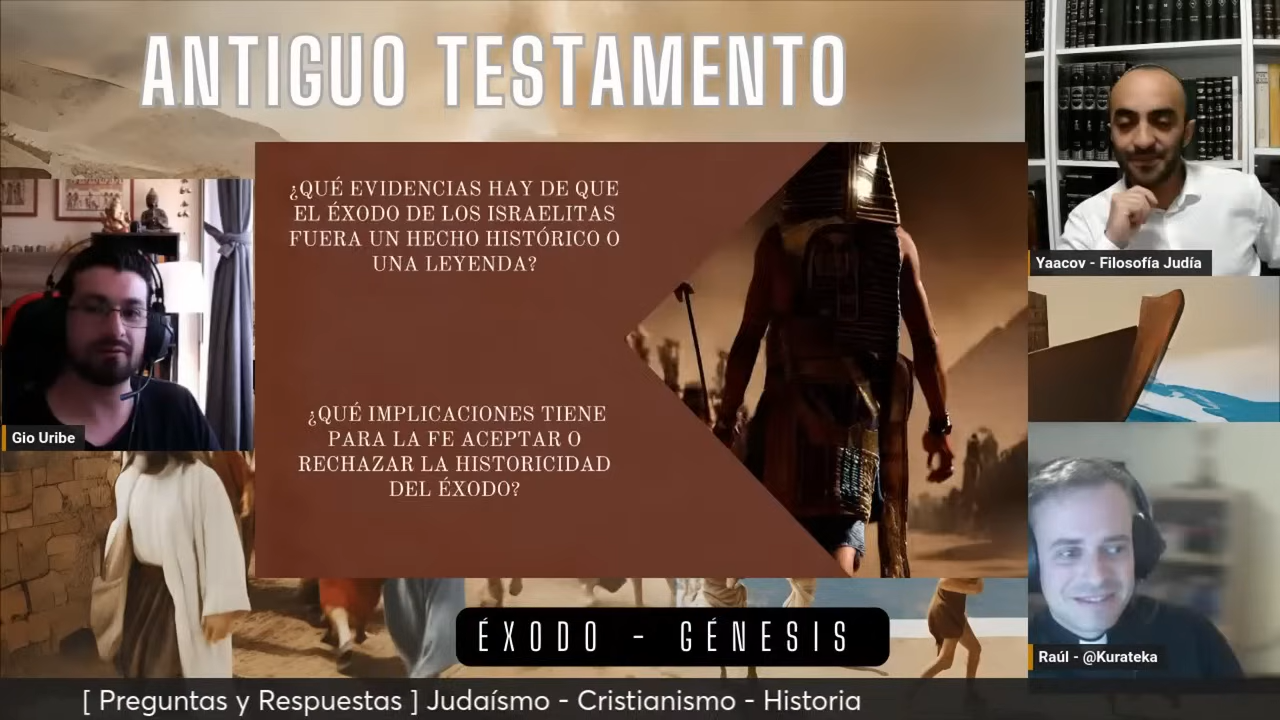 ANTIGUO TESTAMENTO
¿QUÉ EVIDENCIAS HAY DE QUE
EL ÉXODO DE LOS ISRAELITAS
FUERA UN HECHO HISTÓRICO O
UNA LEYENDA?
¿QUÉ IMPLICACIONES TIENE
PARA LA FE ACEPTAR O
RECHAZAR LA HISTORICIDAD
DEL ÉXODO?
Yaacov - Filosofía Judía
Gio Uribe
Raúl - @Kurateka
ÉXODO - GÉNESIS
[ Preguntas y Respuestas ] Judaísmo - Cristianismo - Historia